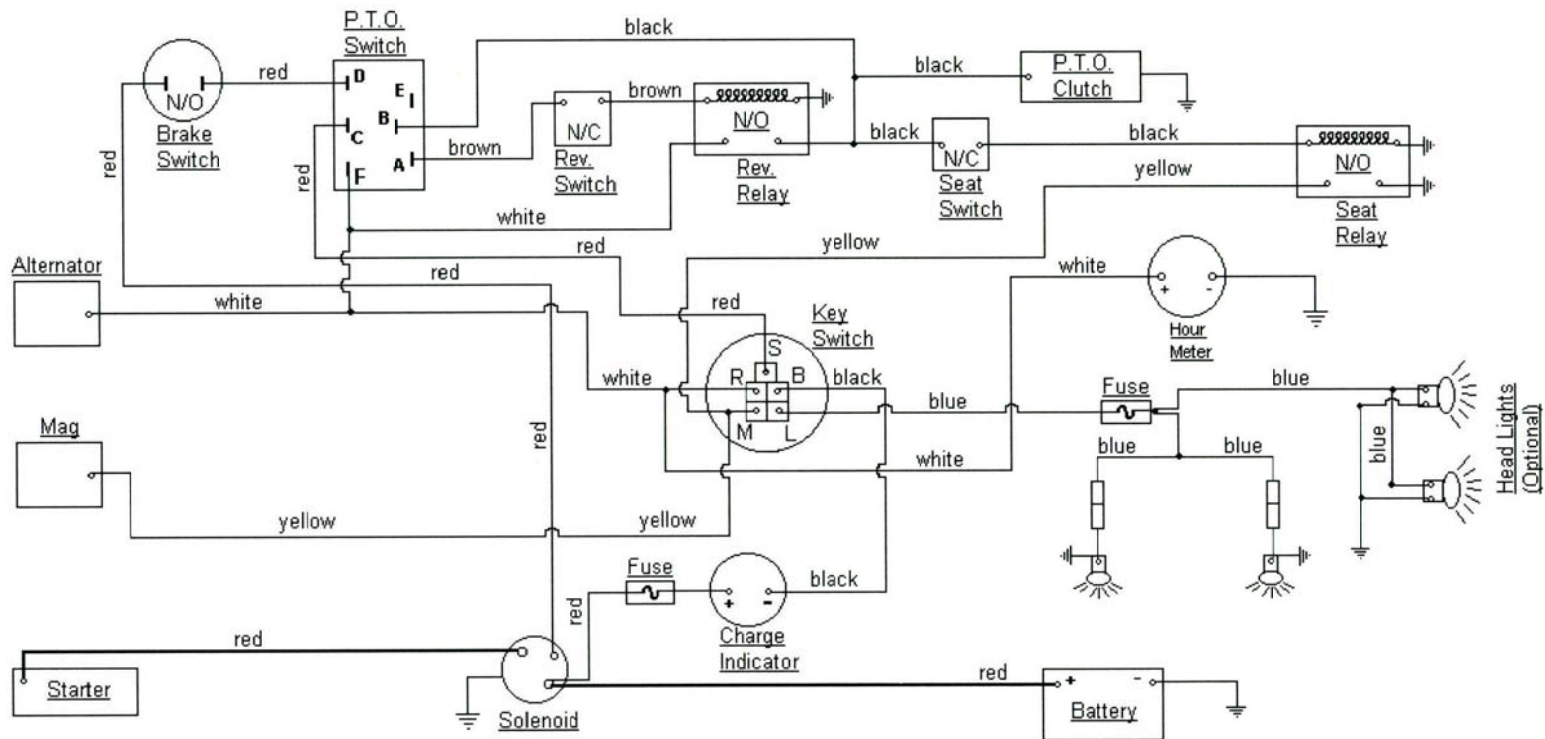 P.T.O.
Switch
black
red
D
E
B
C
A
F
N/O
Brake
Switch
brown
N/C
Rev.
Switch
brown
N/O
Rev.
Relay
black
P.T.O.
Clutch
black
N/C
Seat
Switch
black
yellow
N/O
Seat
Relay
red
red
white
red
yellow
Alternator
red
white
white
+ -
Hour
Meter
red
Key
Switch
S
R
B
M
L
white
black
blue
Fuse
blue
blue
blue
blue
Head Lights
(Optional)
white
Mag
red
yellow
yellow
Fuse
red
+ -
black
Charge
Indicator
red
Starter
Solenoid
red
+ -
Battery